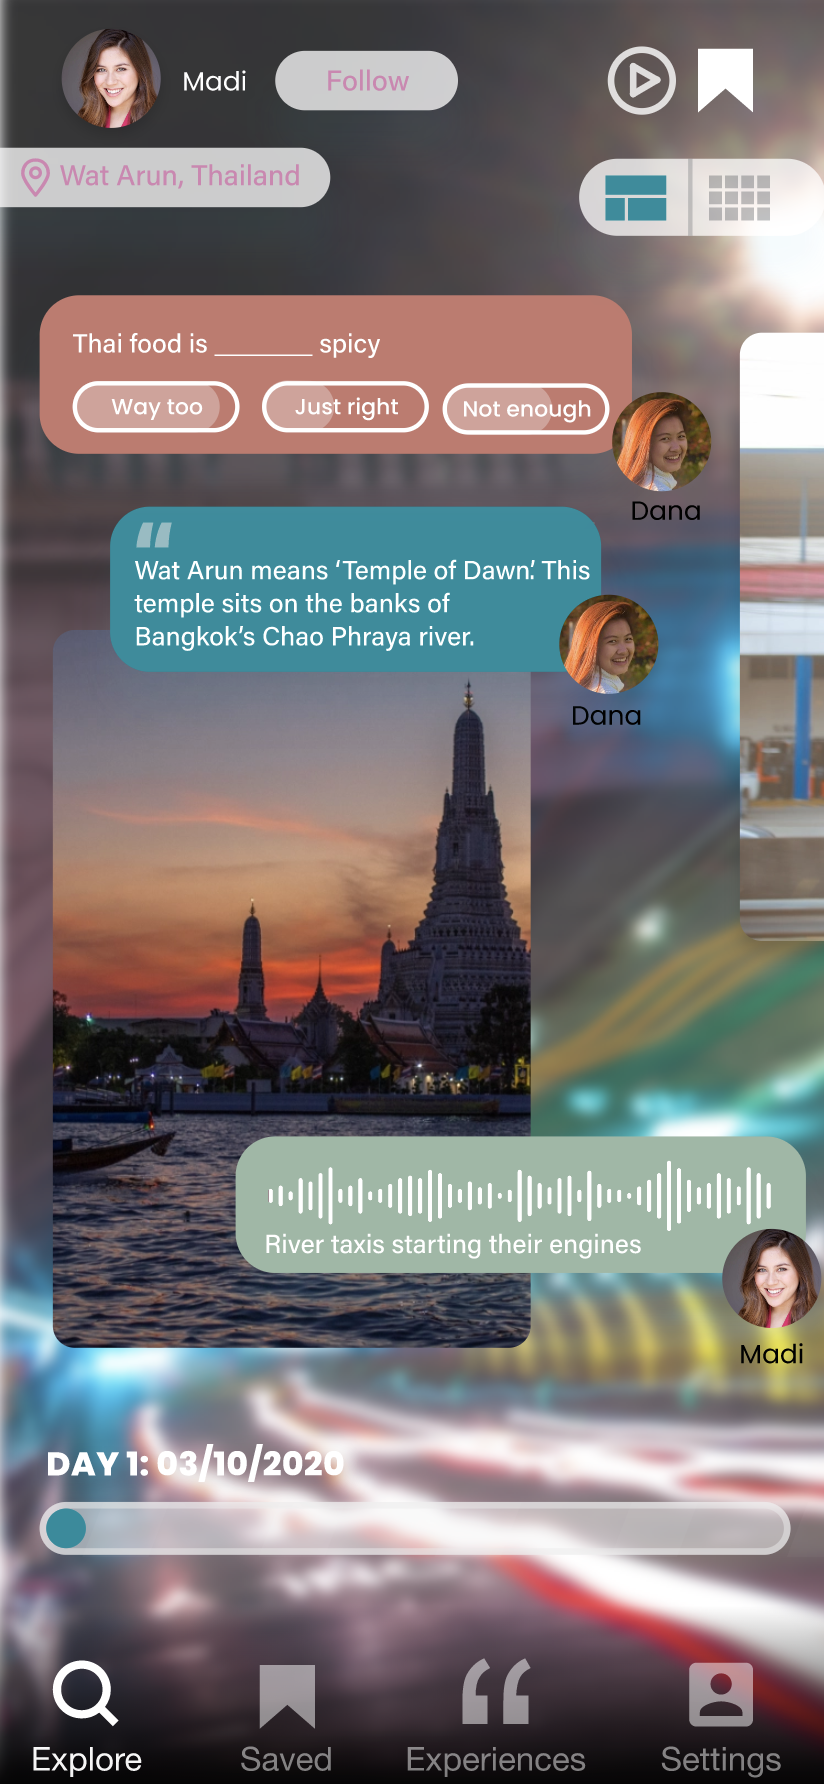 Madi
Follow
Wat Arun, Thailand
Thai food is _______ spicy
Way too
Just right
Not enough
Dana
“
Wat Arun means ‘Temple of Dawn’. This
temple sits on the banks of
Bangkok’s Chao Phraya river.
Dana
River taxis starting their engines
Madi
DAY 1: 03/10/2020
Explore
Saved
Experiences
Settings